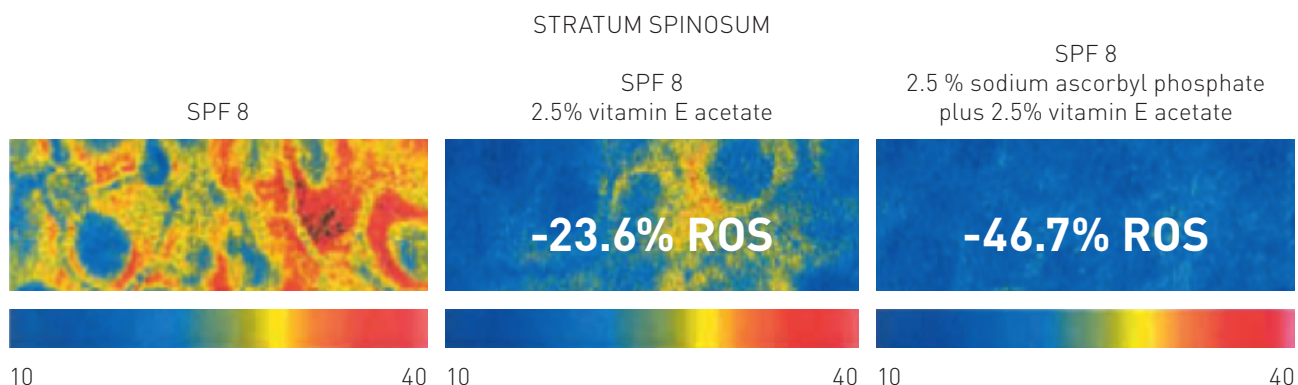 STRATUM SPINOSUM
SPF 8
SPF 8
2.5% vitamin E acetate
SPF 8
2.5 % sodium ascorbyl phosphate
plus 2.5% vitamin E acetate
-23.6% ROS
-46.7% ROS
10 40
10 40
10 40